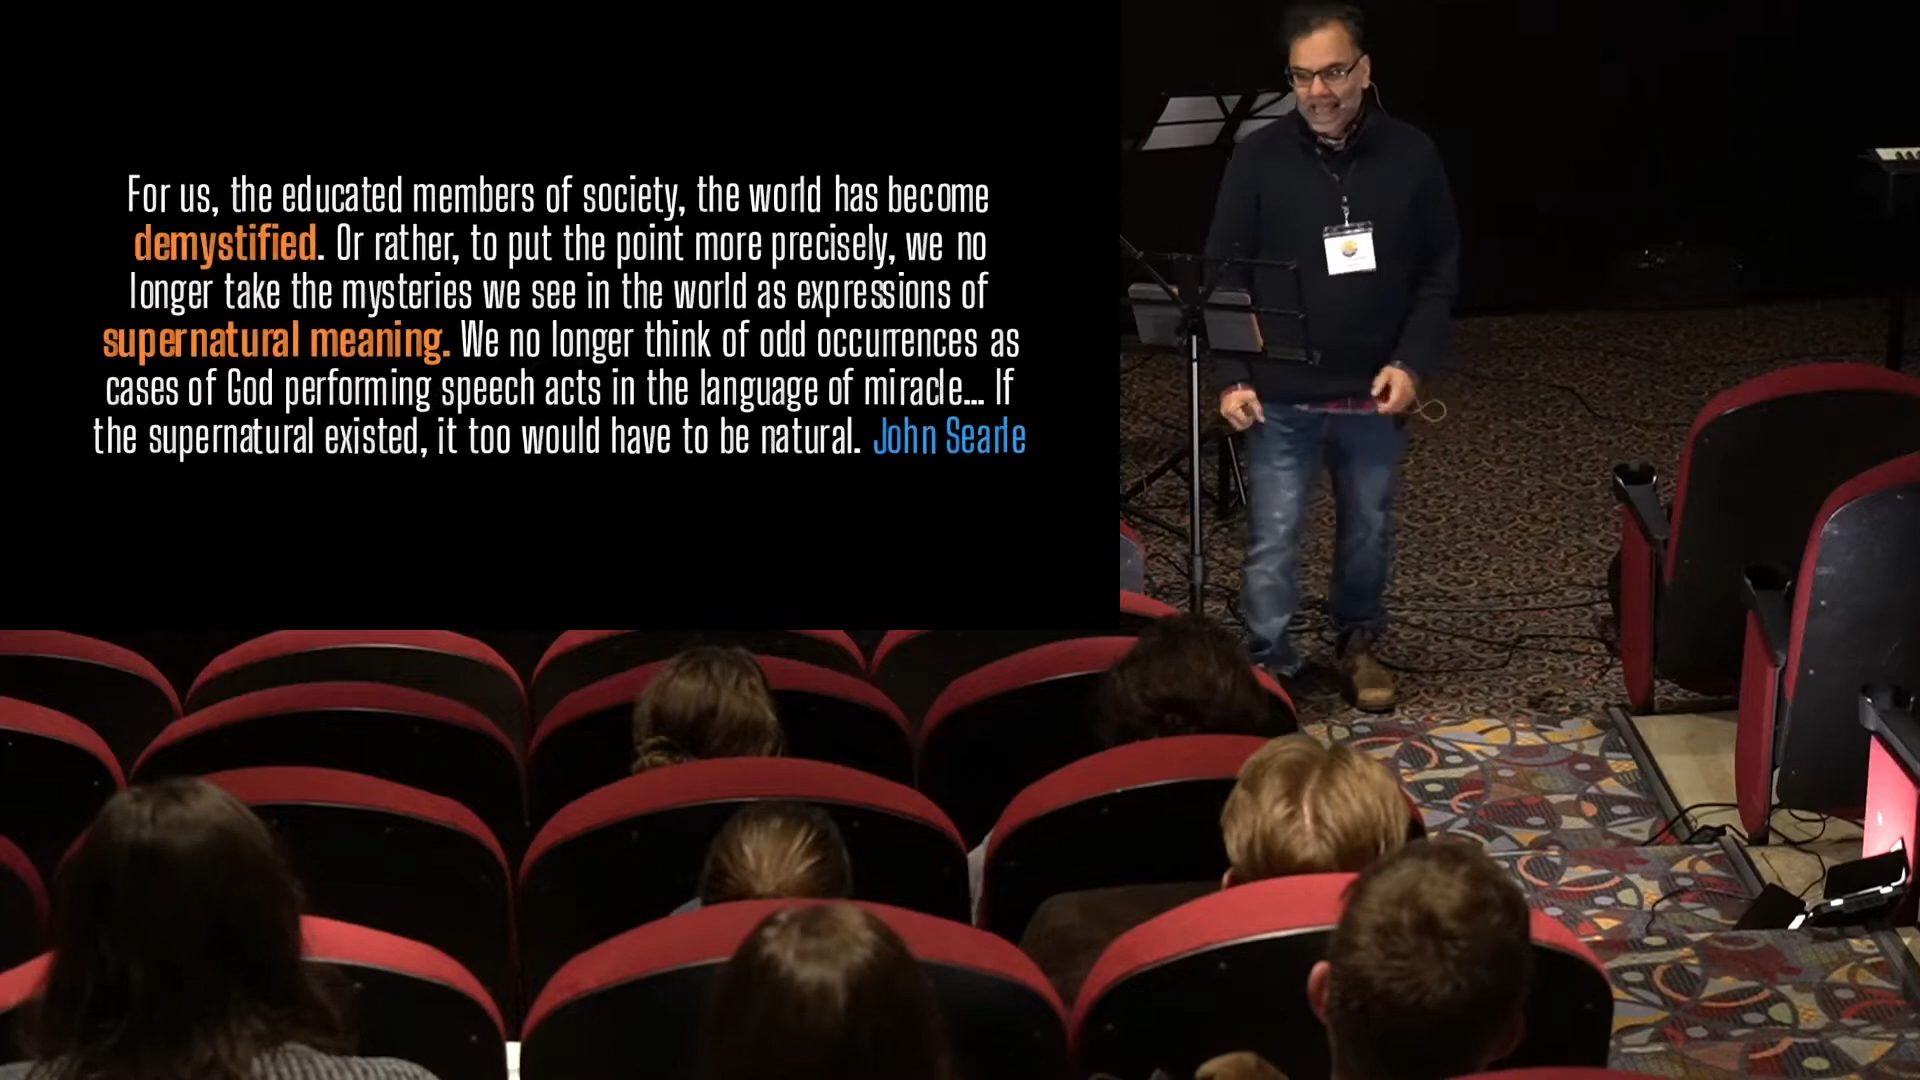 For us, the educated members of society, the world has become
demystified. Or rather, to put the point more precisely, we no
longer take the mysteries we see in the world as expressions of
supernatural meaning. We no longer think of odd occurrences as
cases of God performing speech acts in the language of miracle... If
the supernatural existed, it too would have to be natural. John Searle